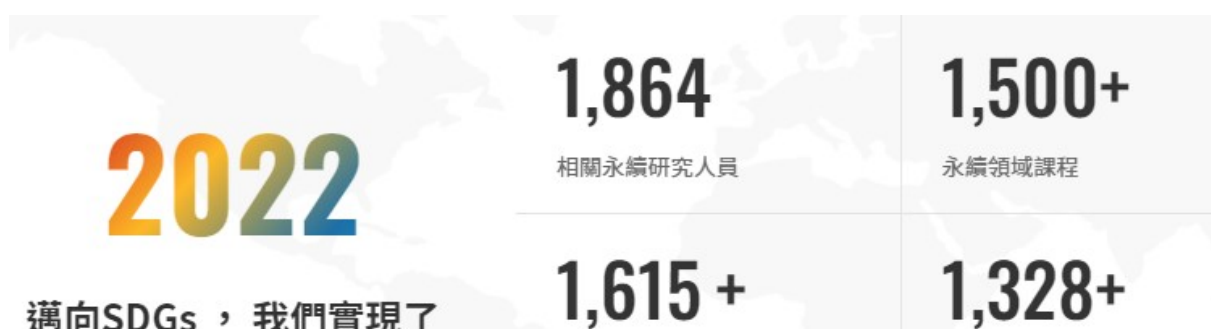 2022
邁向SDGs ， 我們實現了
1,864
相關永續研究人員
1,500+
永續領域課程
1,615 +
1,328+